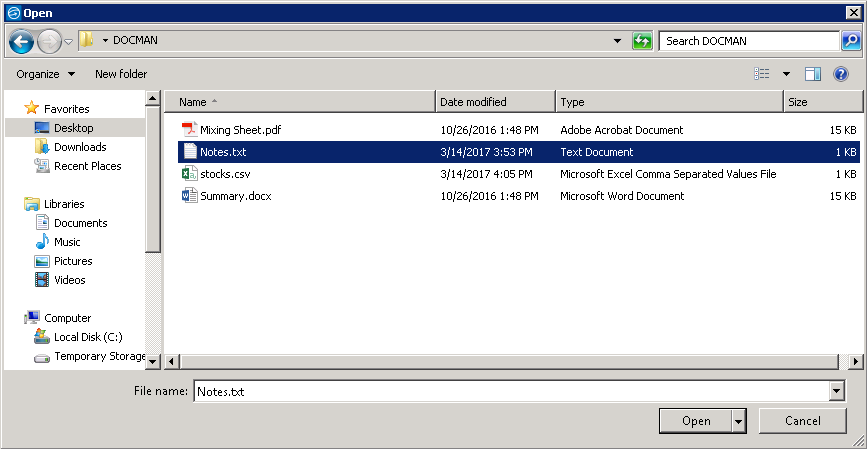 Open
DOCMAN
Search DOCMAN
Organize New folder
Favorites
Desktop
Downloads
Recent Places
Libraries
Documents
Music
Pictures
Videos
Computer
Local Disk (C:)
Temporary Storage
Name Date modified Type Size
Mixing Sheet.pdf 10/26/2016 1:48 PM Adobe Acrobat Document 15 KB
Notes.txt 3/14/2017 3:53 PM Text Document 1 KB
stocks.csv 3/14/2017 4:05 PM Microsoft Excel Comma Separated Values File 1 KB
Summary.docx 10/26/2016 1:48 PM Microsoft Word Document 15 KB
File name: Notes.txt
Open Cancel